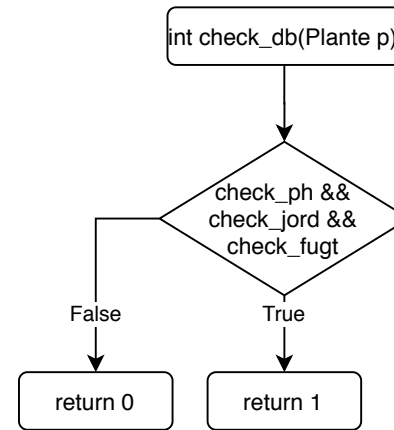 int check_db(Plante p)
check_ph &&
check_jord &&
check_fugt
False
True
return 0
return 1